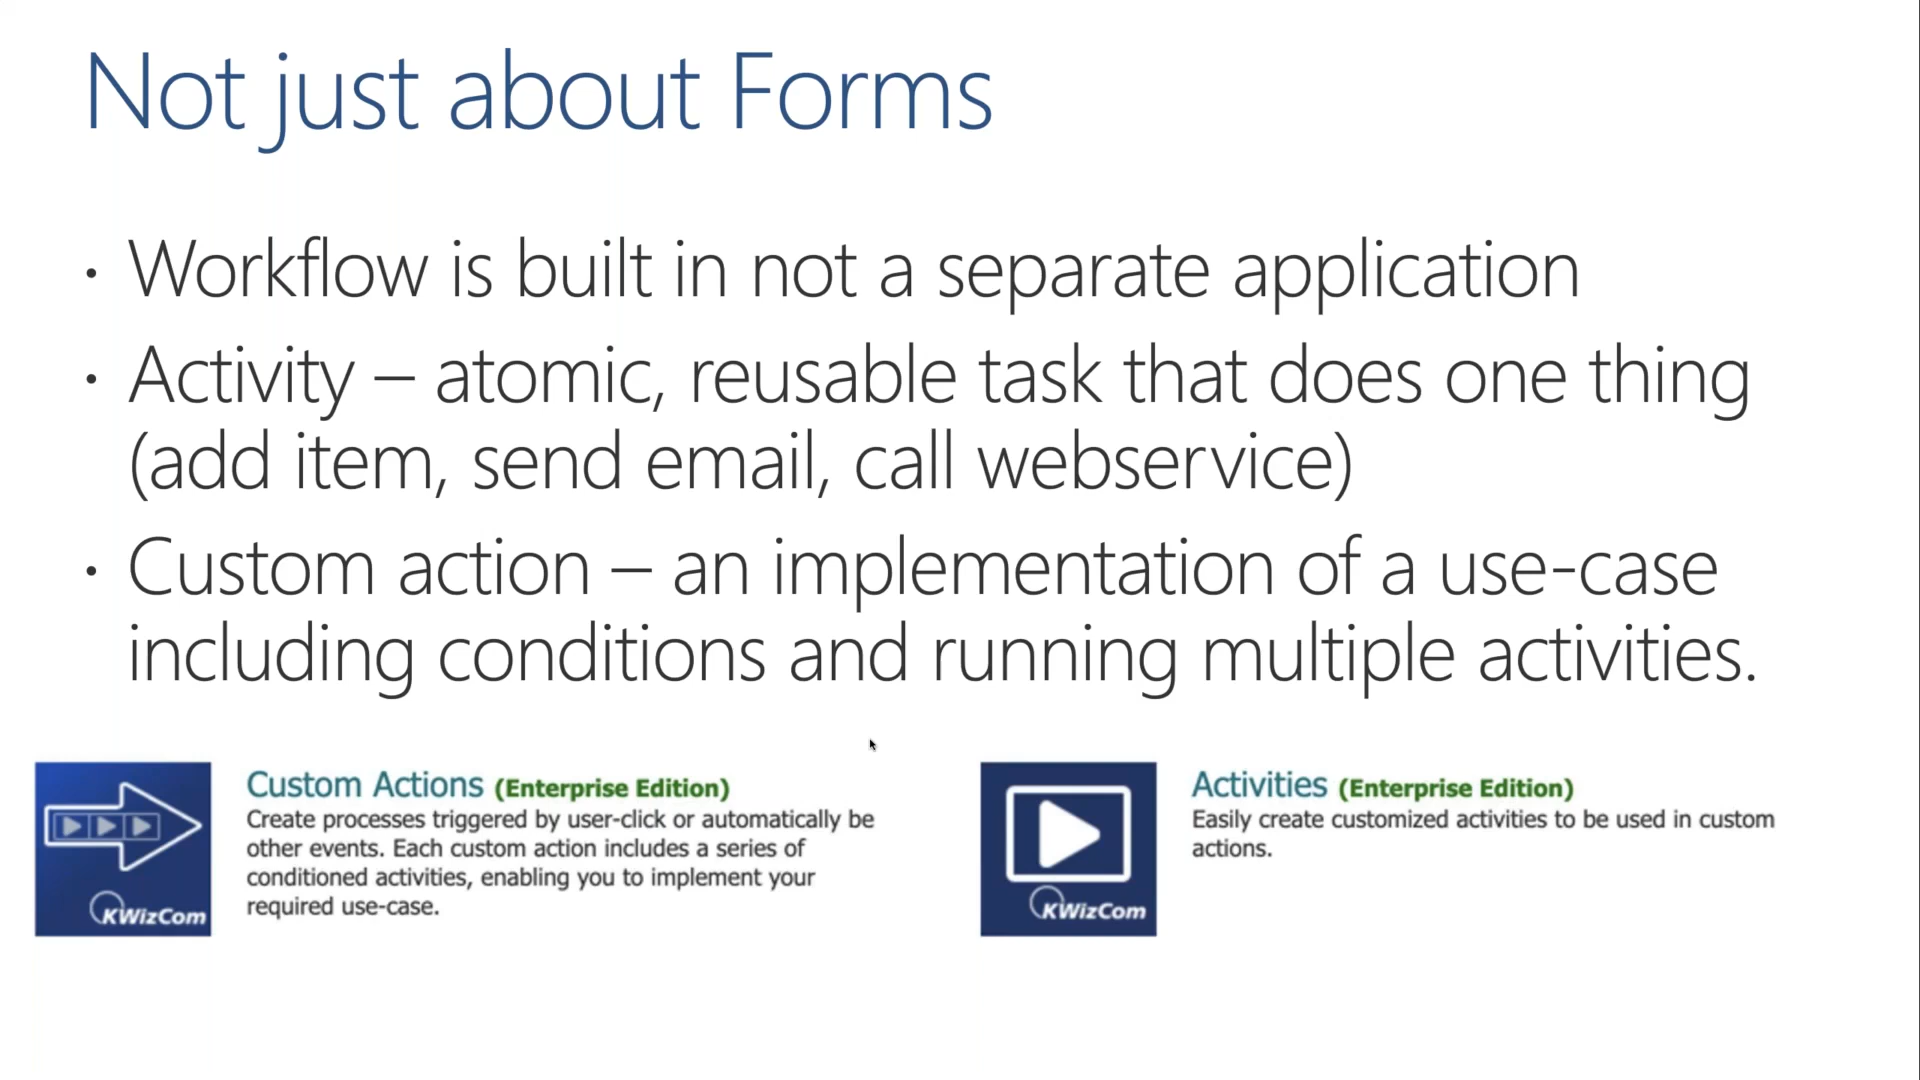 Not just about Forms
• Workflow is built in not a separate application
• Activity – atomic, reusable task that does one thing
(add item, send email, call webservice)
• Custom action – an implementation of a use-case
including conditions and running multiple activities.
Custom Actions (Enterprise Edition)
Create processes triggered by user-click or automatically be
other events. Each custom action includes a series of
conditioned activities, enabling you to implement your
required use-case.
KWizCom
Activities (Enterprise Edition)
Easily create customized activities to be used in custom
actions.
KWizCom